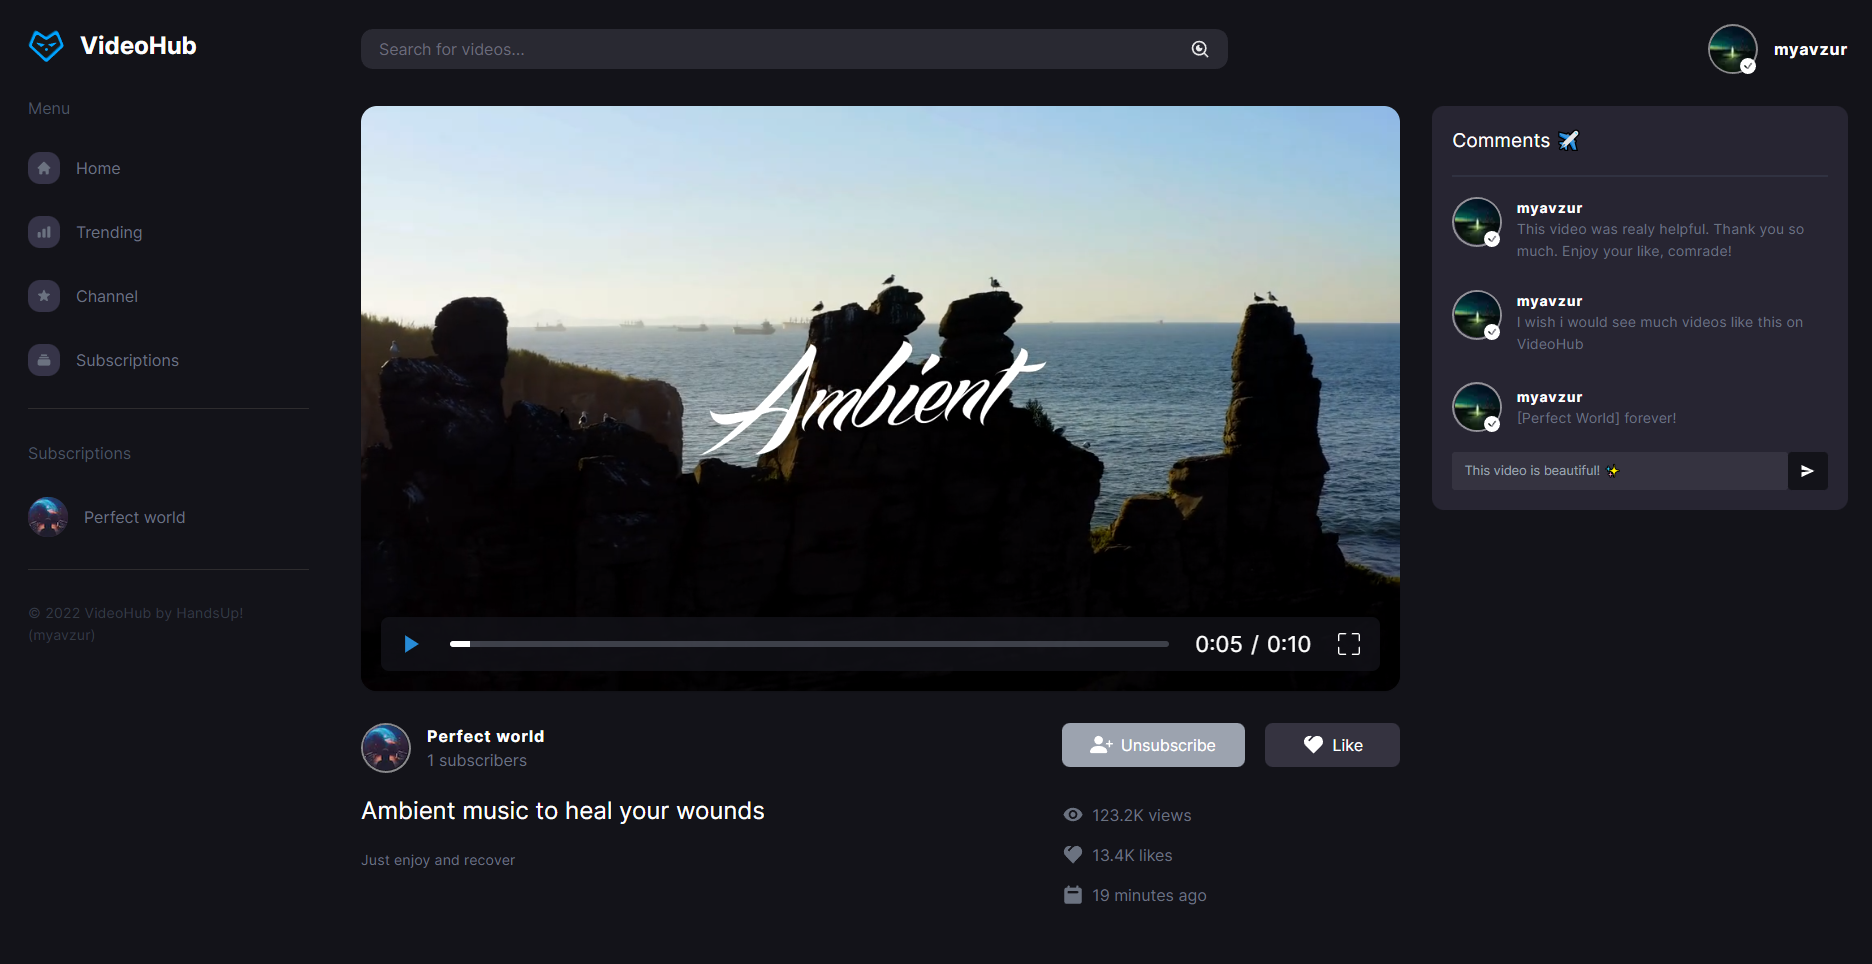 VideoHub
Search for videos...
myavzur
Menu
Home
Trending
Channel
Subscriptions
Subscriptions
Perfect world
© 2022 VideoHub by HandsUp!
(myavzur)
Ambient
0:05 / 0:10
Perfect world
1 subscribers
Unsubscribe
Like
Ambient music to heal your wounds
Just enjoy and recover
123.2K views
13.4K likes
19 minutes ago
Comments ✈️
myavzur
This video was realy helpful. Thank you so
much. Enjoy your like, comrade!
myavzur
I wish i would see much videos like this on
VideoHub
myavzur
[Perfect World] forever!
This video is beautiful! ✨